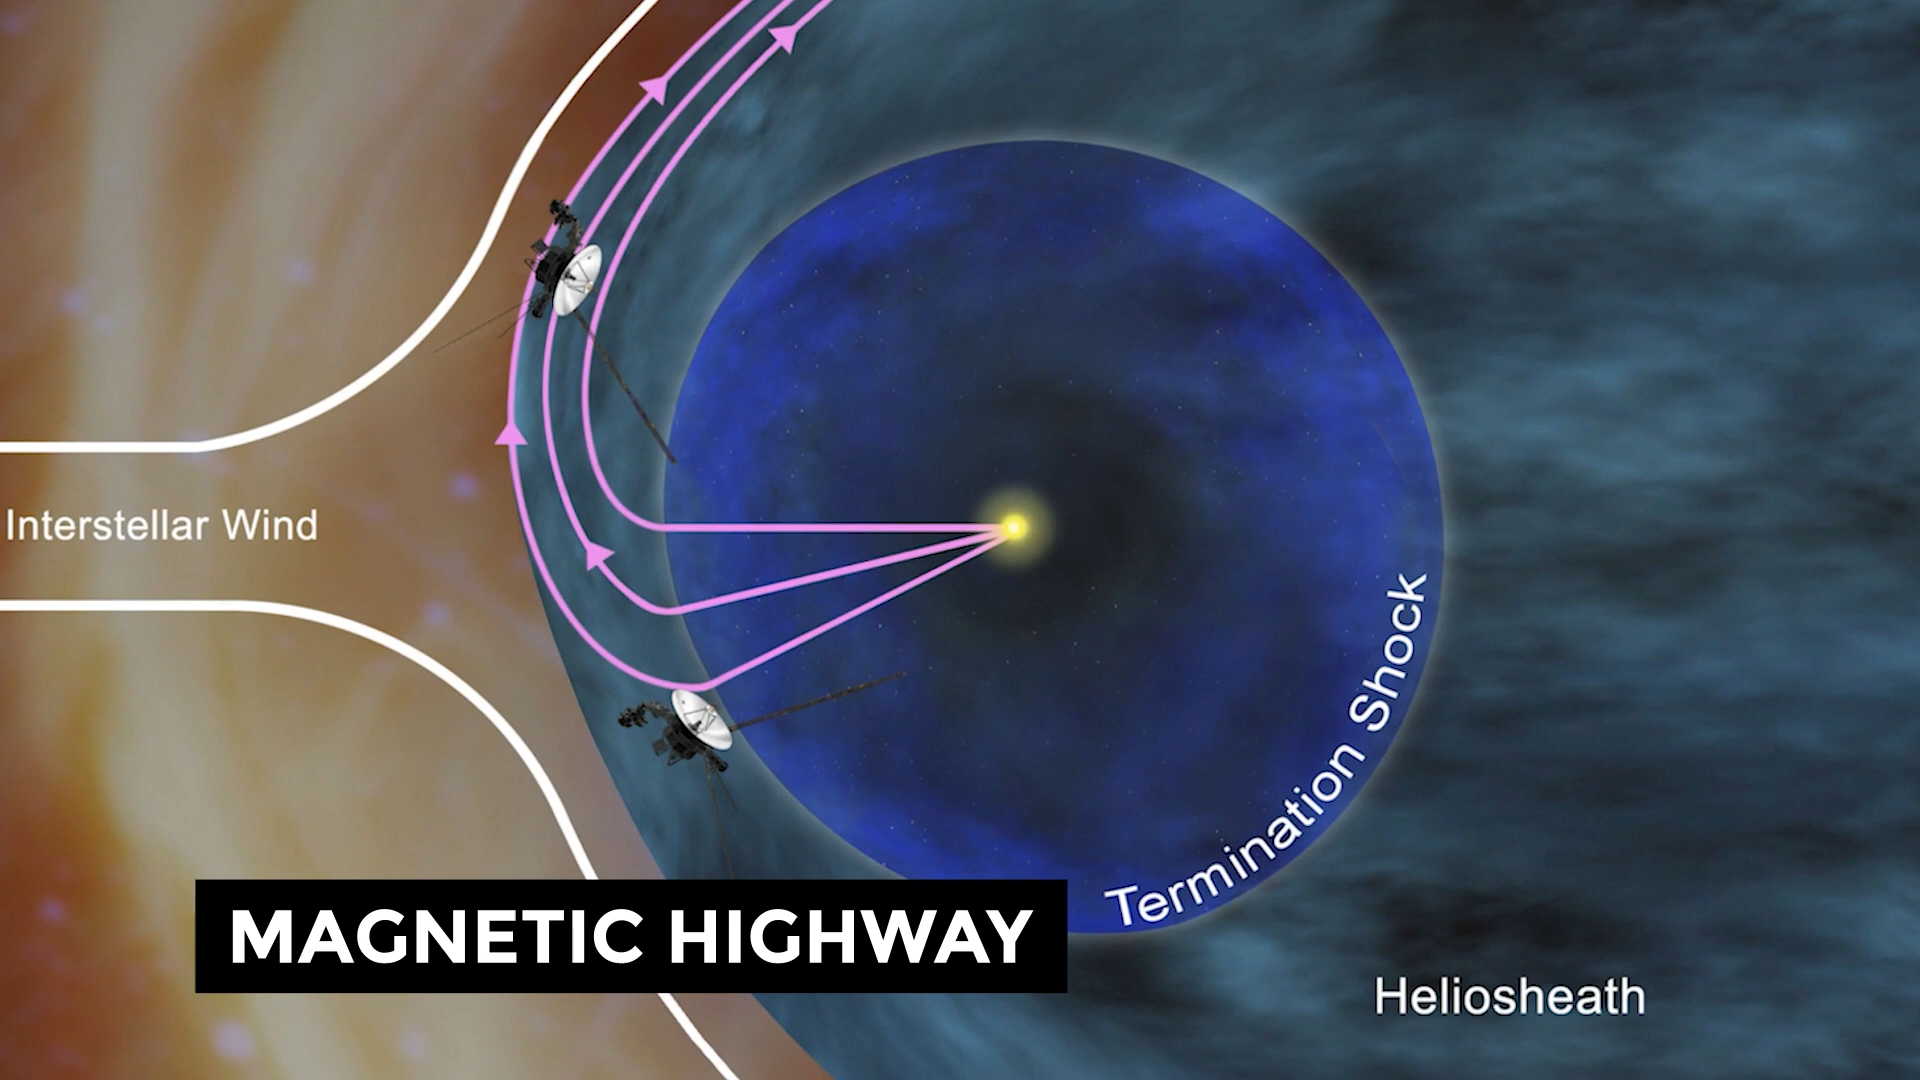 Interstellar Wind
Termination Shock
MAGNETIC HIGHWAY
Heliosheath